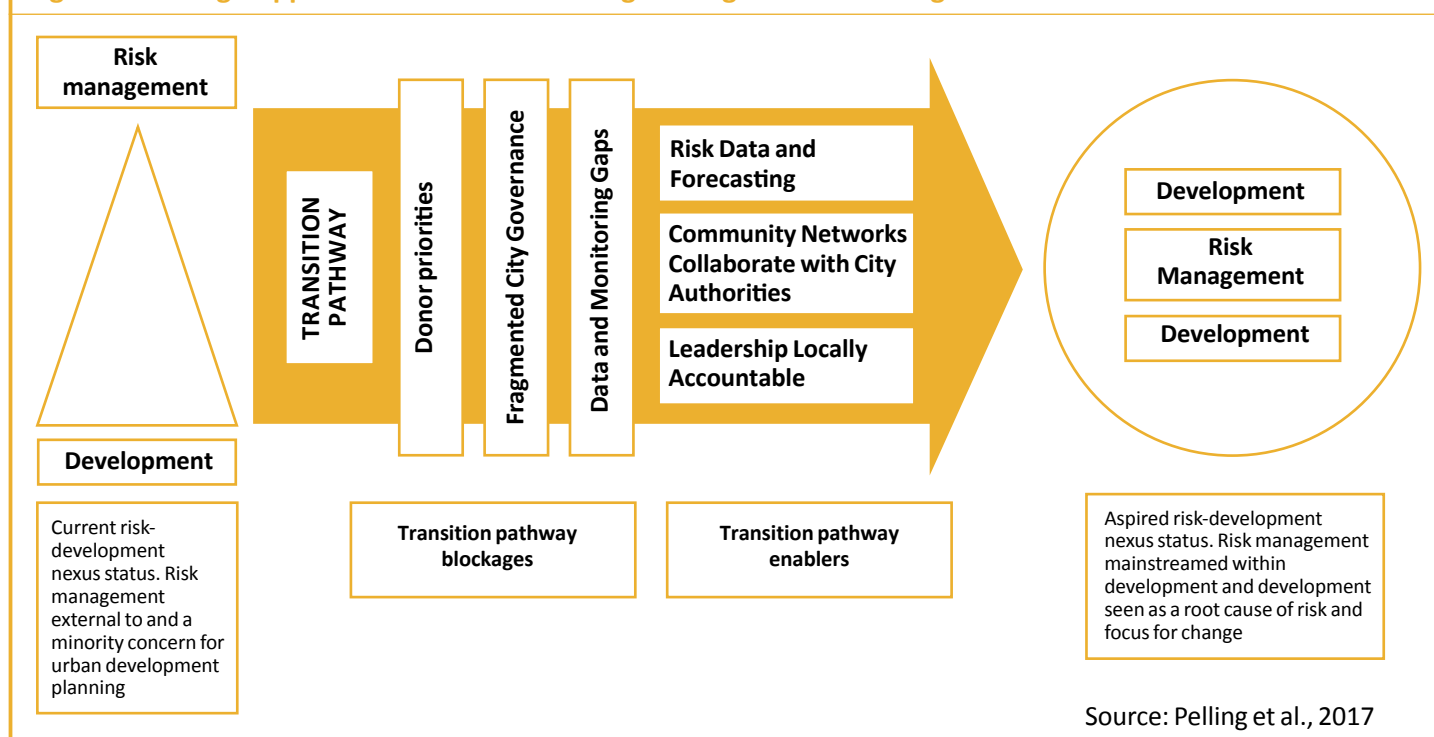 Risk
management
Development
Current risk-
development
nexus status. Risk
management
external to and a
minority concern for
urban development
planning
TRANSITION
PATHWAY
Donor priorities
Fragmented City Governance
Data and Monitoring Gaps
Transition pathway
blockages
Risk Data and
Forecasting
Community Networks
Collaborate with City
Authorities
Leadership Locally
Accountable
Transition pathway
enablers
Development
Risk
Management
Development
Aspired risk-development
nexus status. Risk management
mainstreamed within
development and development
seen as a root cause of risk and
focus for change
Source: Pelling et al., 2017